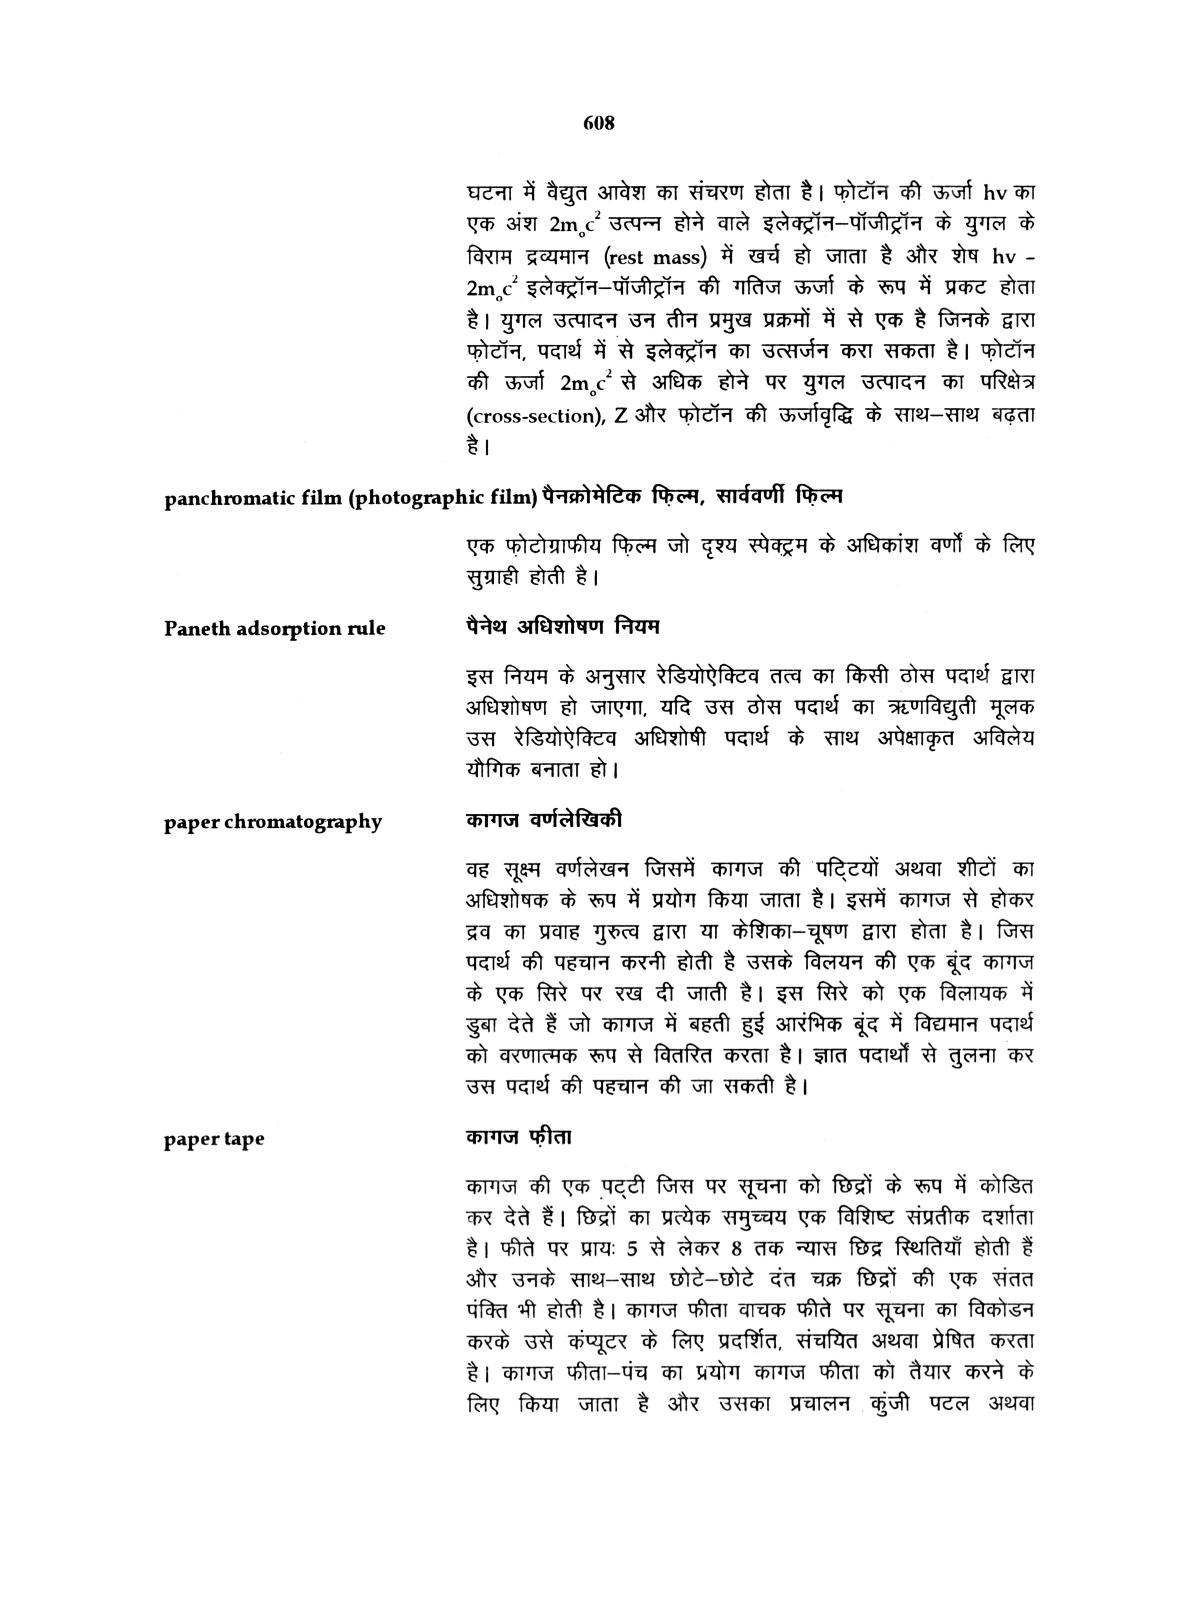 608
घटना में वैद्युत आवेश का संचरण होता है। फ़ोटॉन की ऊर्जा hν का
एक अंश 2m₀c² उत्पन्न होने वाले इलेक्ट्रॉन–पॉजीट्रॉन के युगल के
विराम द्रव्यमान (rest mass) में खर्च हो जाता है और शेष hν -
2m₀c² इलेक्ट्रॉन–पॉजीट्रॉन की गतिज ऊर्जा के रूप में प्रकट होता
है। युगल उत्पादन उन तीन प्रमुख प्रक्रमों में से एक है जिनके द्वारा
फ़ोटॉन, पदार्थ में से इलेक्ट्रॉन का उत्सर्जन करा सकता है। फ़ोटॉन
की ऊर्जा 2m₀c² से अधिक होने पर युगल उत्पादन का परिक्षेत्र
(cross-section), Z और फ़ोटॉन की ऊर्जावृद्धि के साथ–साथ बढ़ता
है।
panchromatic film (photographic film) पैनक्रोमेटिक फ़िल्म, सार्ववर्णी फ़िल्म
एक फ़ोटोग्राफीय फ़िल्म जो दृश्य स्पेक्ट्रम के अधिकांश वर्णों के लिए
सुग्राही होती है।
Paneth adsorption rule पैनेथ अधिशोषण नियम
इस नियम के अनुसार रेडियोऐक्टिव तत्व का किसी ठोस पदार्थ द्वारा
अधिशोषण हो जाएगा, यदि उस ठोस पदार्थ का ऋणविद्युती मूलक
उस रेडियोऐक्टिव अधिशोषी पदार्थ के साथ अपेक्षाकृत अविलेय
यौगिक बनाता हो।
paper chromatography कागज वर्णलेखिकी
वह सूक्ष्म वर्णलेखन जिसमें कागज की पट्टियों अथवा शीटों का
अधिशोषक के रूप में प्रयोग किया जाता है। इसमें कागज से होकर
द्रव का प्रवाह गुरुत्व द्वारा या केशिका–चूषण द्वारा होता है। जिस
पदार्थ की पहचान करनी होती है उसके विलयन की एक बूंद कागज
के एक सिरे पर रख दी जाती है। इस सिरे को एक विलायक में
डुबा देते हैं जो कागज में बहती हुई आरंभिक बूंद में विद्यमान पदार्थ
को वरणात्मक रूप से वितरित करता है। ज्ञात पदार्थों से तुलना कर
उस पदार्थ की पहचान की जा सकती है।
paper tape कागज फ़ीता
कागज की एक पट्टी जिस पर सूचना को छिद्रों के रूप में कोडित
कर देते हैं। छिद्रों का प्रत्येक समुच्चय एक विशिष्ट संप्रतीक दर्शाता
है। फीते पर प्रायः 5 से लेकर 8 तक न्यास छिद्र स्थितियाँ होती हैं
और उनके साथ–साथ छोटे–छोटे दंत चक्र छिद्रों की एक संतत
पंक्ति भी होती है। कागज फीता वाचक फीते पर सूचना का विकोडन
करके उसे कंप्यूटर के लिए प्रदर्शित, संचयित अथवा प्रेषित करता
है। कागज फीता–पंच का प्रयोग कागज फीता को तैयार करने के
लिए किया जाता है और उसका प्रचालन कुंजी पटल अथवा